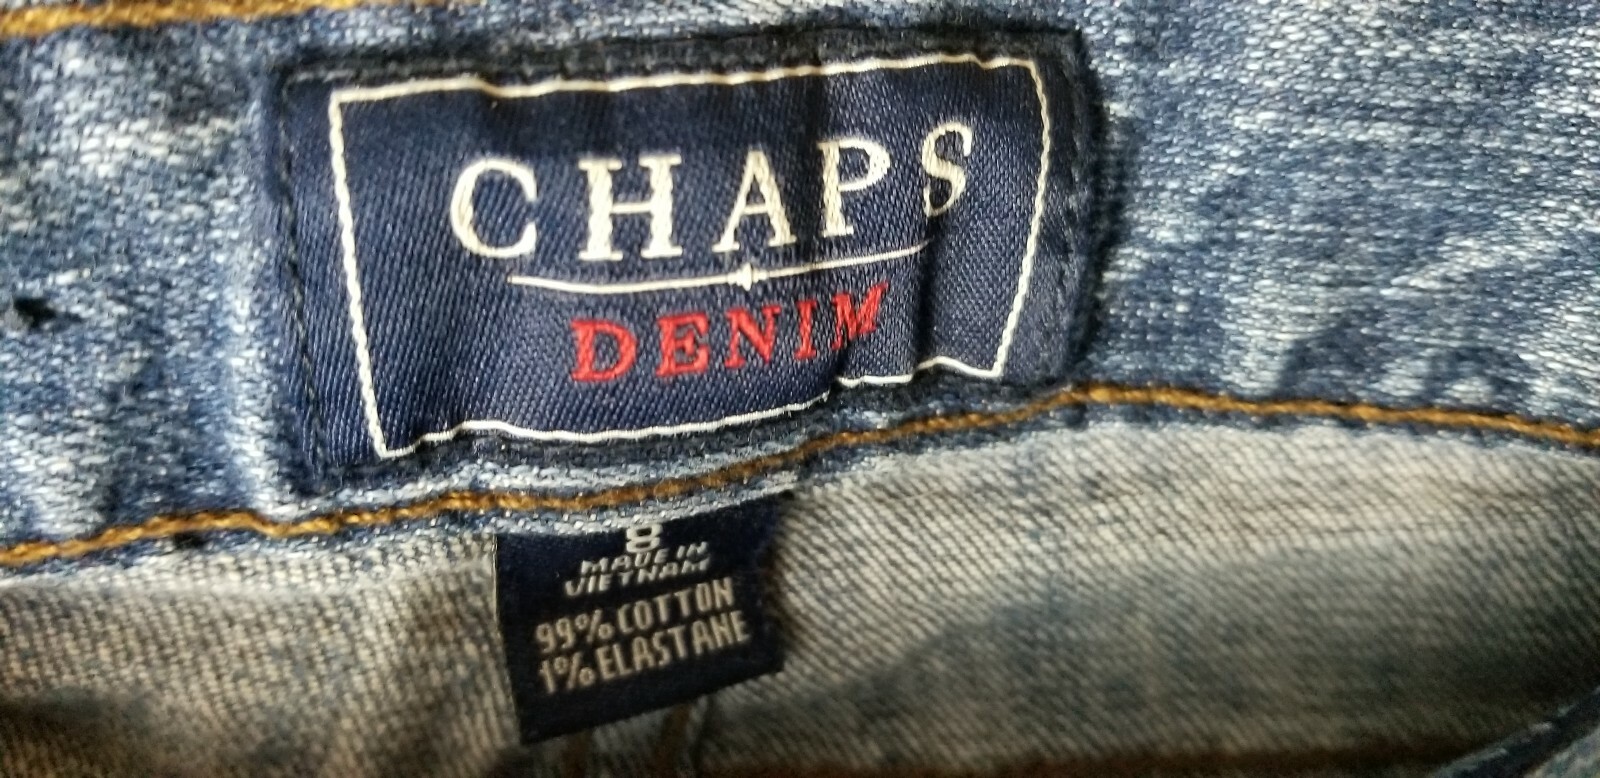 CHAPS
DENIM
8
MADE IN
VIETNAM
99% COTTON
1% ELASTANE